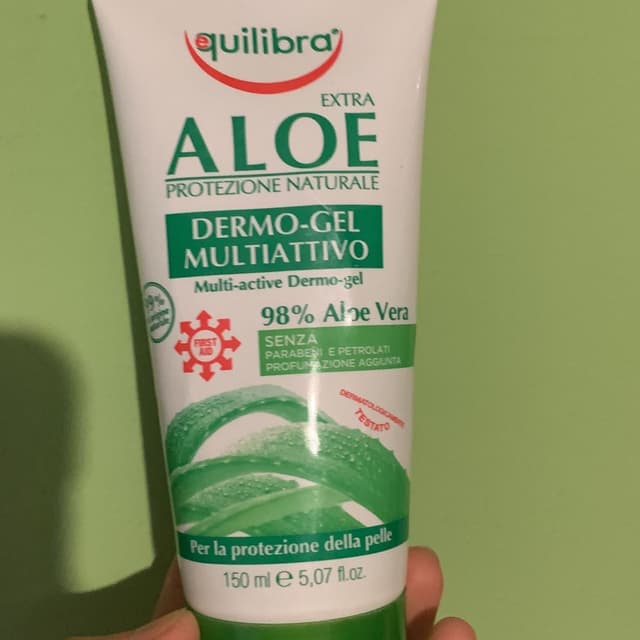 equilibra®
EXTRA
ALOE
PROTEZIONE NATURALE
DERMO-GEL
MULTIATTIVO
Multi-active Dermo-gel
98% Aloe Vera
FIRST
AID
SENZA
PARABENI E PETROLATI
PROFUMAZIONE AGGIUNTA
DERMATOLOGICAMENTE
TESTATO
Per la protezione della pelle
150 ml e 5,07 fl.oz.